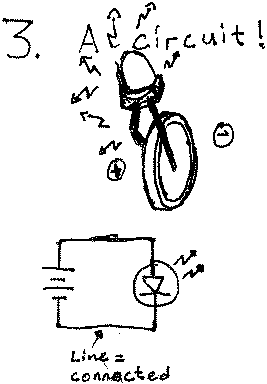 3. A circuit!
+
-
Line =
connected